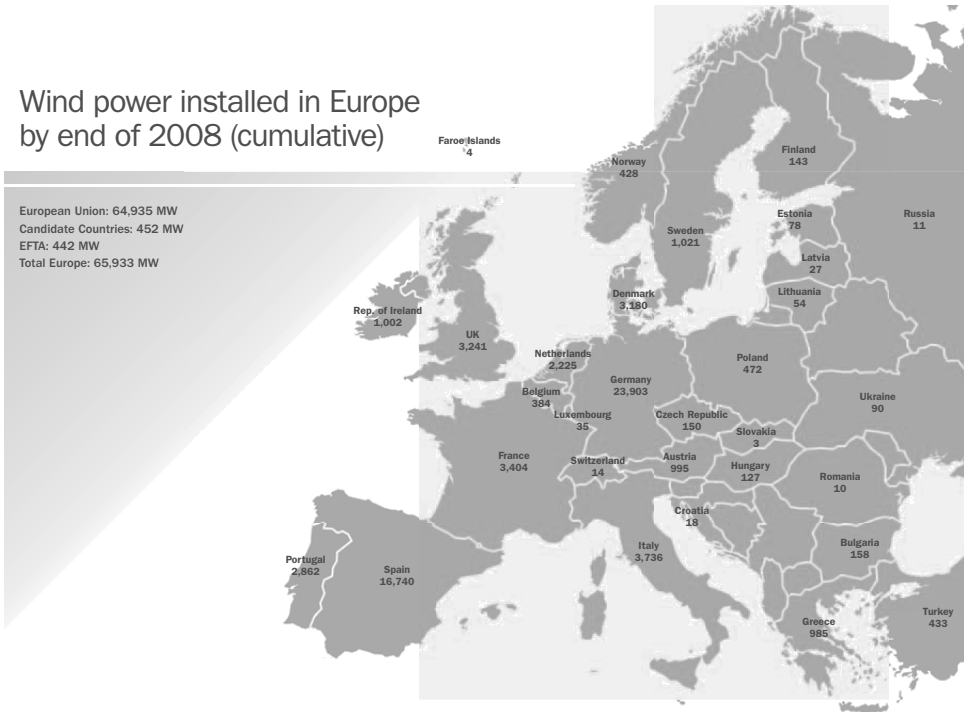 Wind power installed in Europe
by end of 2008 (cumulative)
European Union: 64,935 MW
Candidate Countries: 452 MW
EFTA: 442 MW
Total Europe: 65,933 MW
Faroe Islands
4
Norway
428
Finland
143
Sweden
1,021
Estonia
78
Russia
11
Latvia
27
Lithuania
54
Denmark
3,180
Rep. of Ireland
1,002
UK
3,241
Netherlands
2,225
Poland
472
Germany
23,903
Belgium
384
Ukraine
90
Luxembourg
35
Czech Republic
150
Slovakia
3
France
3,404
Switzerland
14
Austria
995
Hungary
127
Romania
10
Croatia
18
Italy
3,736
Bulgaria
158
Portugal
2,862
Spain
16,740
Greece
985
Turkey
433